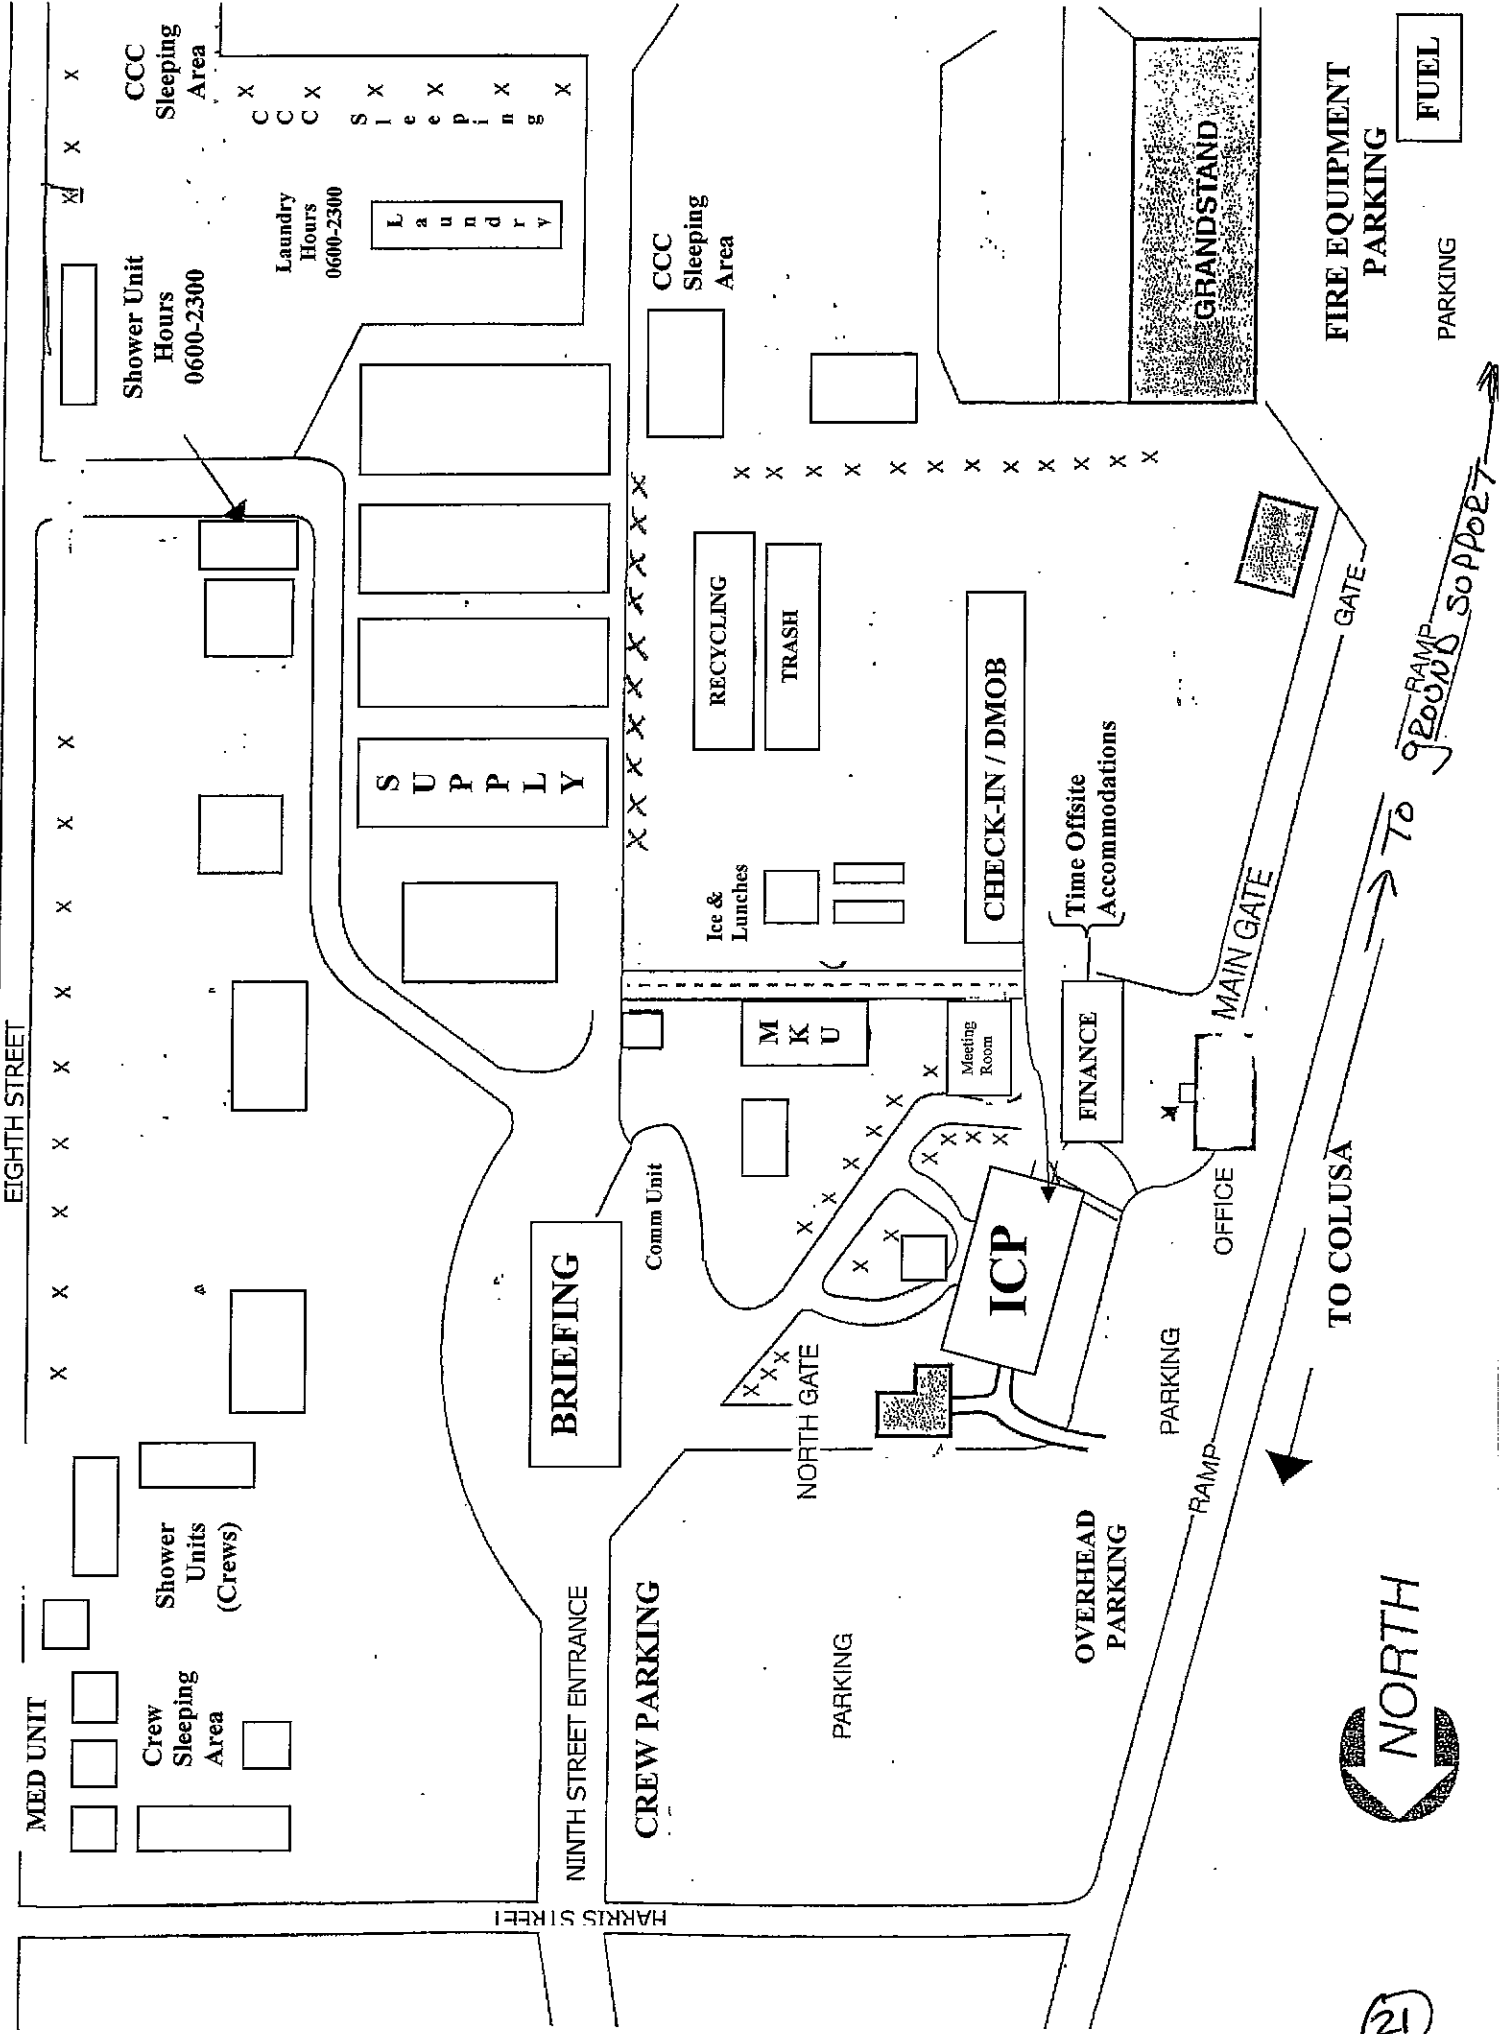 EIGHTH STREET
MED UNIT
Crew
Sleeping
Area
Shower
Units
(Crews)
Shower Unit
Hours
0600-2300
CCC
Sleeping
Area
CCC Sleeping
Laundry
Hours
0600-2300
Laundry
SUPPLY
HARRIS STREET
NINTH STREET ENTRANCE
BRIEFING
CREW PARKING
Comm Unit
CCC
Sleeping
Area
RECYCLING
TRASH
Ice &
Lunches
MKU
NORTH GATE
PARKING
Meeting
Room
CHECK-IN / DMOB
ICP
FINANCE
Time Offsite
Accommodations
OVERHEAD
PARKING
PARKING
OFFICE
MAIN GATE
GATE
GRANDSTAND
RAMP
TO COLUSA
FIRE EQUIPMENT
PARKING
FUEL
PARKING
RAMP
TO GROUND SUPPORT
NORTH
21